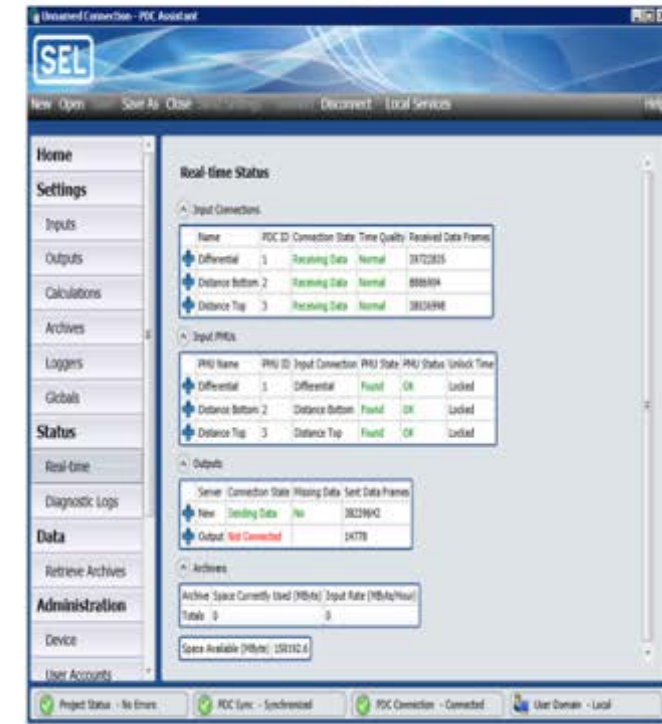 Unnamed Connection - PDC Assistant
SEL
New Open Save As Close Disconnect Local Services Help
Home
Settings
Inputs
Outputs
Calculations
Archives
Loggers
Globals
Status
Real-time
Diagnostic Logs
Data
Retrieve Archives
Administration
Device
User Accounts
Real-time Status
Input Connections
Name PDC ID Connection State Time Quality Received Data Frames
Differential 1 Receiving Data Normal
Distance Bottom 2 Receiving Data Normal
Distance Top 3 Receiving Data Normal
Input PMUs
PMU Name PMU ID Input Connection PMU State PMU Status Unlock Time
Differential 1 Differential Found OK Locked
Distance Bottom 2 Distance Bottom Found OK Locked
Distance Top 3 Distance Top Found OK Locked
Outputs
Server Connection State Missing Data Sent Data Frames
New Sending Data No
Output Not Connected 14778
Archives
Archive Space Currently Used (MByte) Input Rate (MByte/Hour)
Totals 0 0
Space Available (MByte) 158192.6
Project Status - No Errors PDC Sync - Synchronized PDC Connection - Connected User Domain - Local